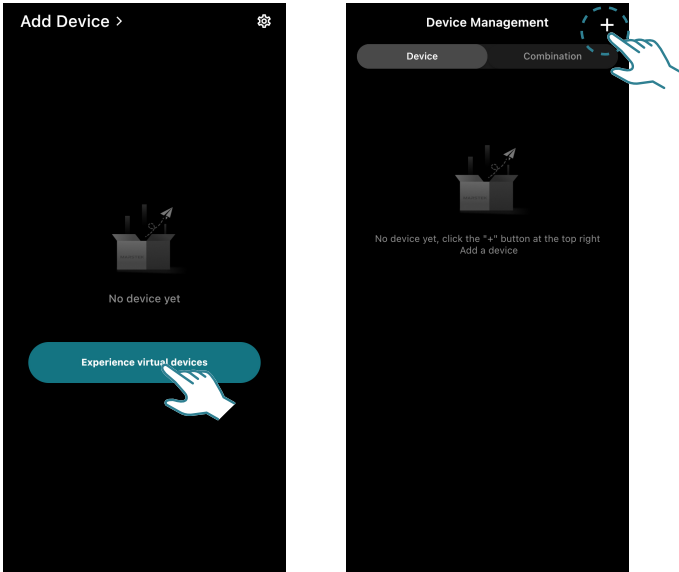 Add Device >
No device yet
Experience virtual devices
Device Management
Device
Combination
No device yet, click the "+" button at the top right
Add a device